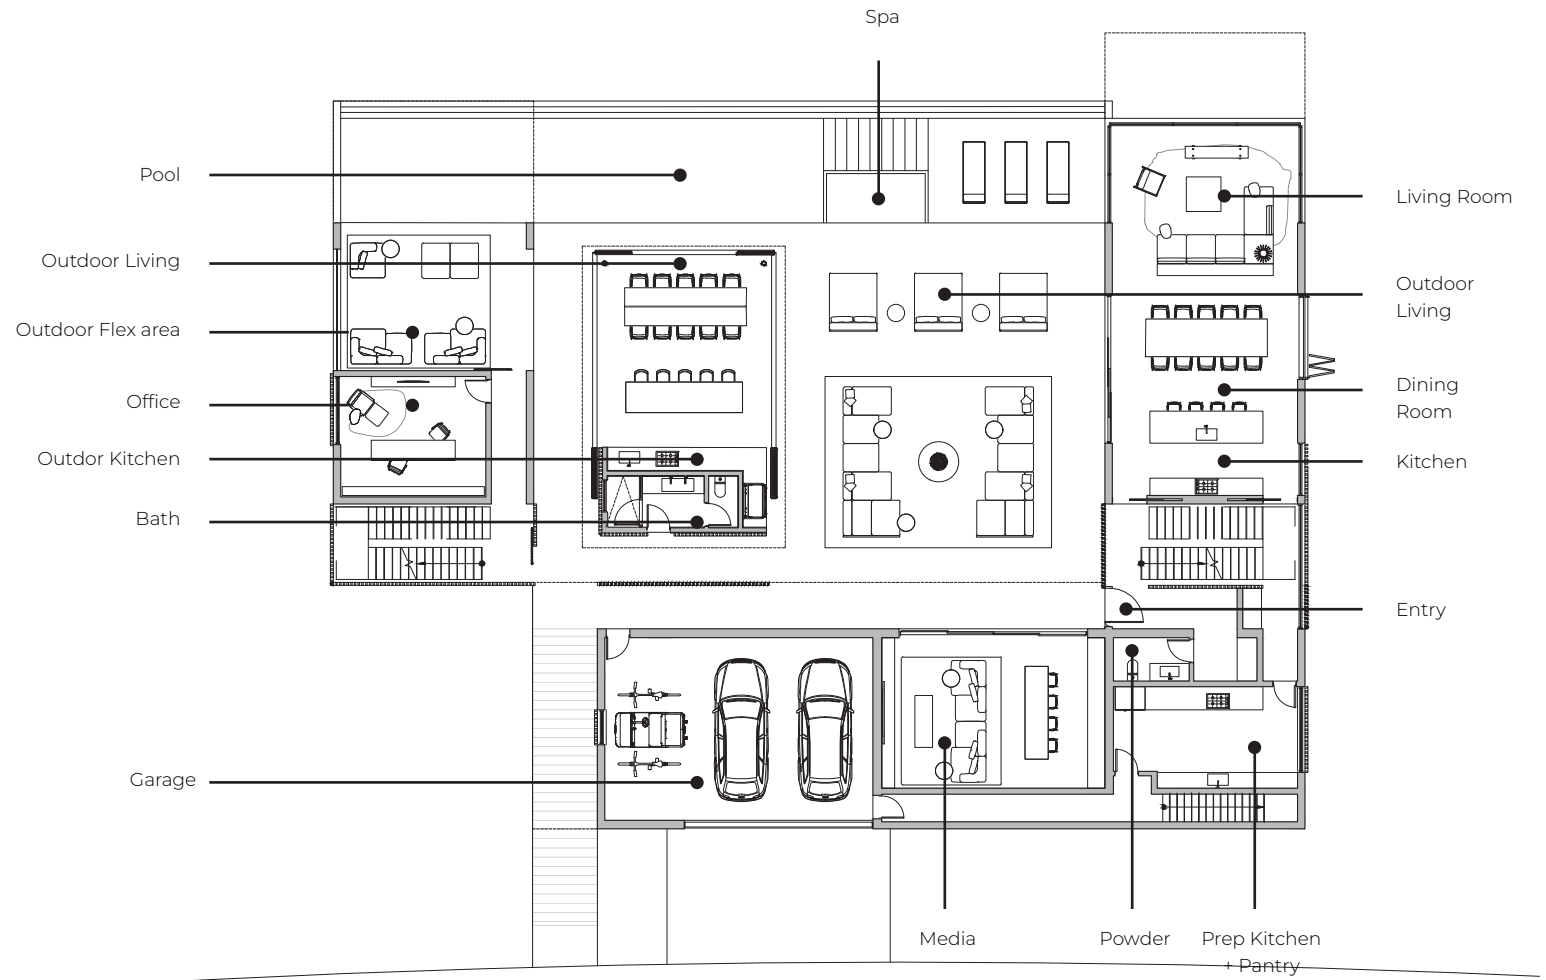 Spa
Pool
Outdoor Living
Outdoor Flex area
Office
Outdor Kitchen
Bath
Garage
Living Room
Outdoor
Living
Dining
Room
Kitchen
Entry
Media
Powder
Prep Kitchen
+ Pantry